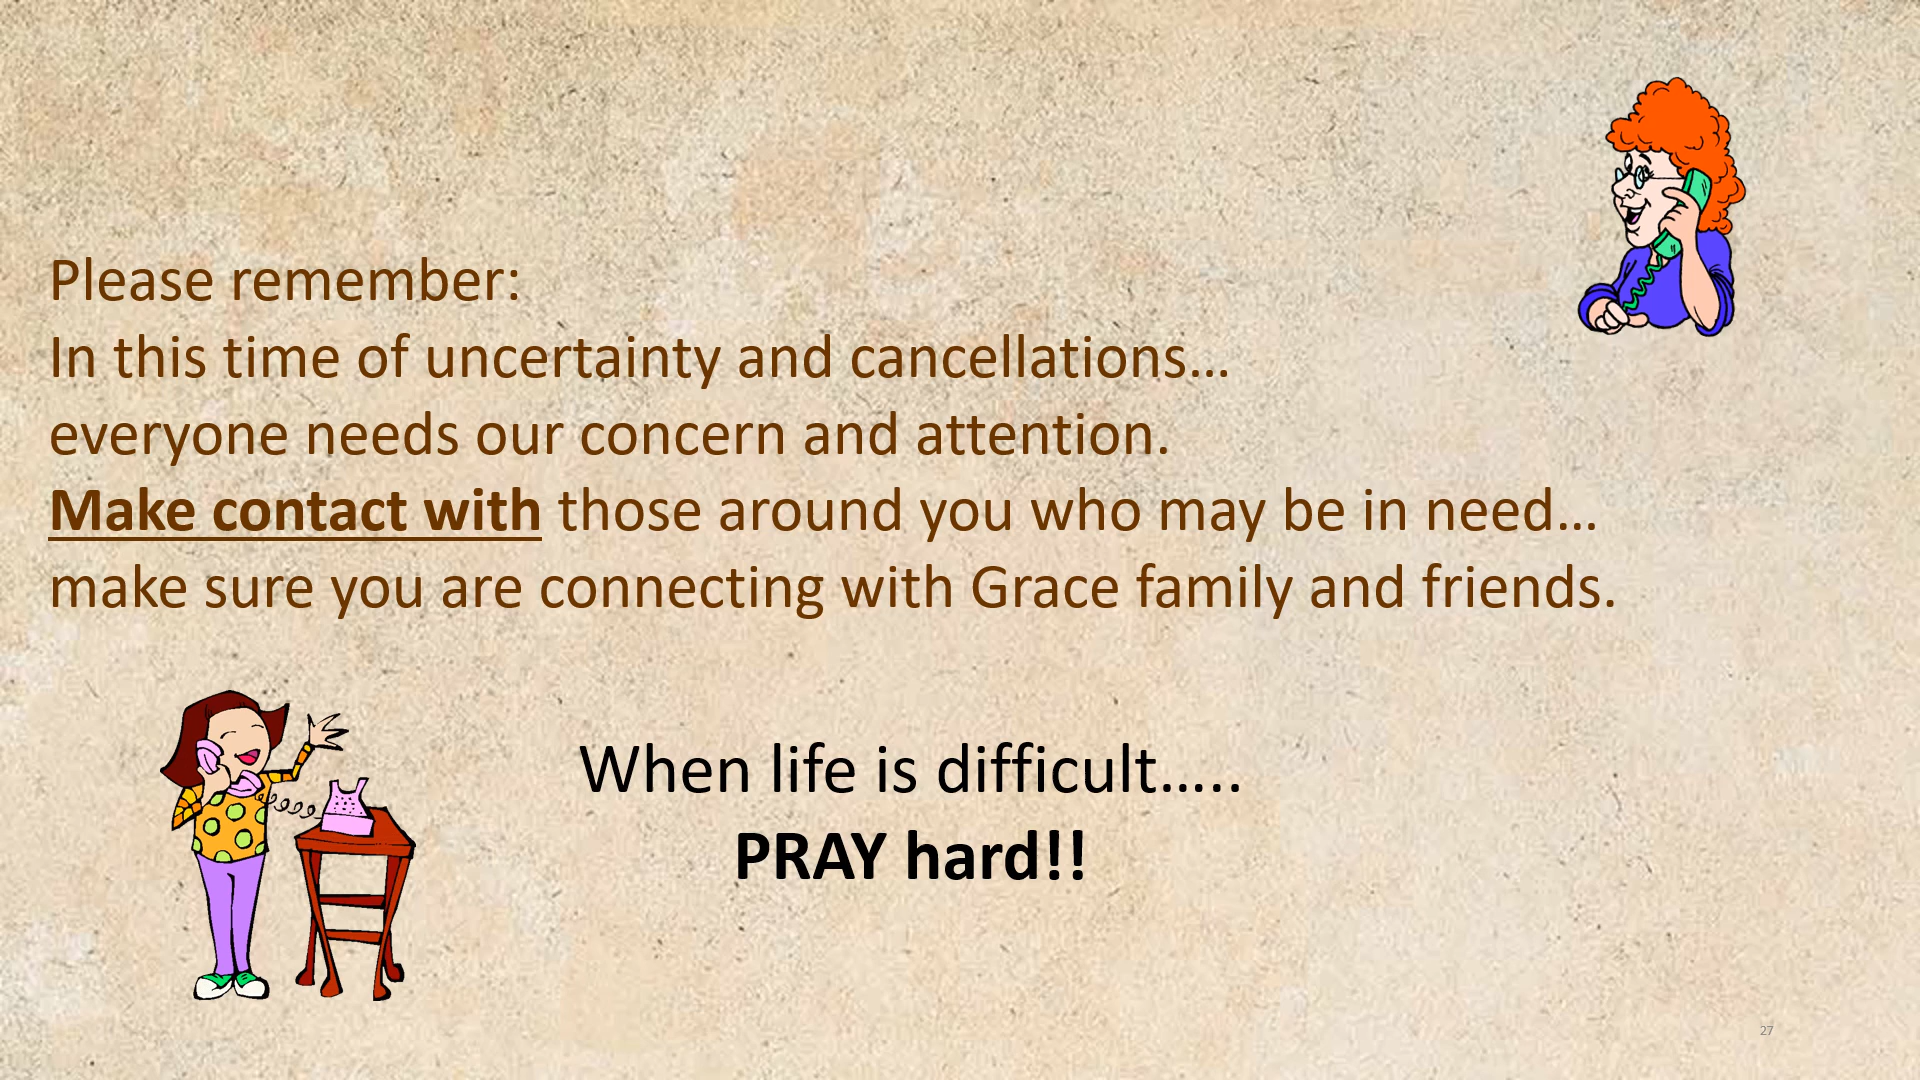 Please remember:
In this time of uncertainty and cancellations…
everyone needs our concern and attention.
Make contact with those around you who may be in need…
make sure you are connecting with Grace family and friends.
When life is difficult…..
PRAY hard!!
27